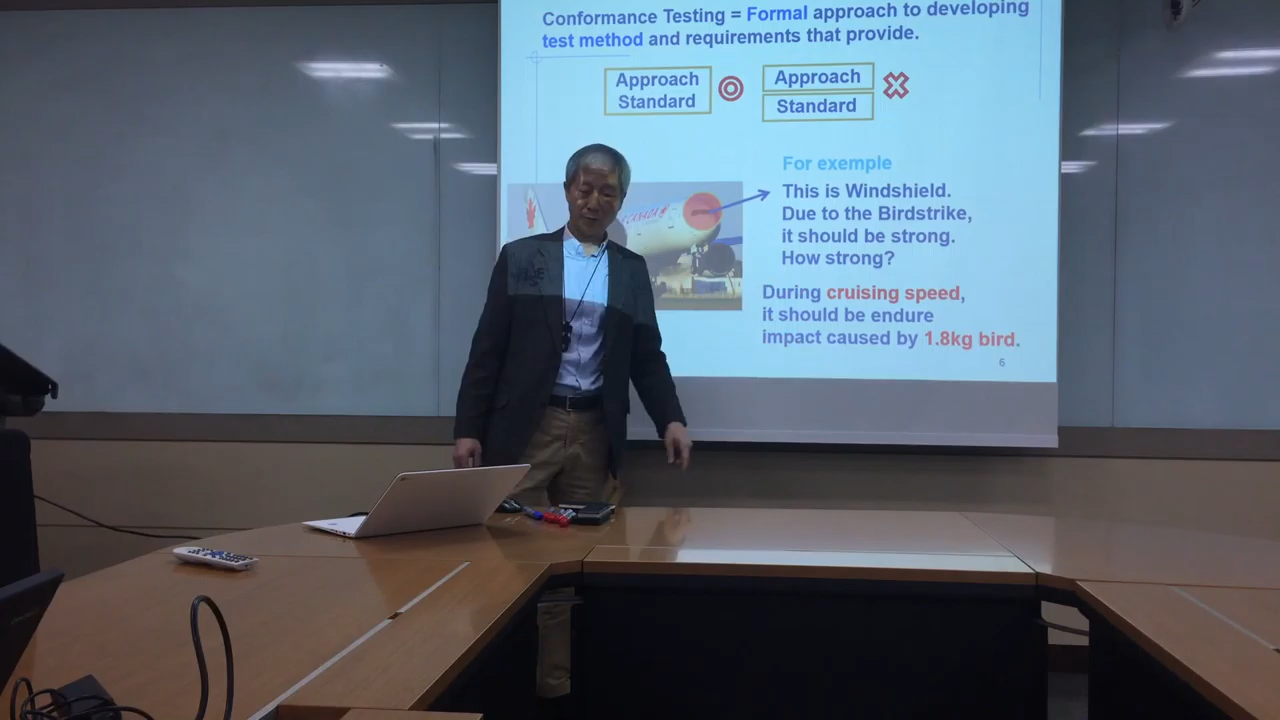 Conformance Testing = Formal approach to developing
test method and requirements that provide.
Approach
Standard
Approach
Standard
For exemple
This is Windshield.
Due to the Birdstrike,
it should be strong.
How strong?
During cruising speed,
it should be endure
impact caused by 1.8kg bird.
6